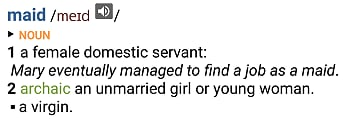 maid /meɪd /
▸ NOUN
1 a female domestic servant:
Mary eventually managed to find a job as a maid.
2 archaic an unmarried girl or young woman.
▪ a virgin.